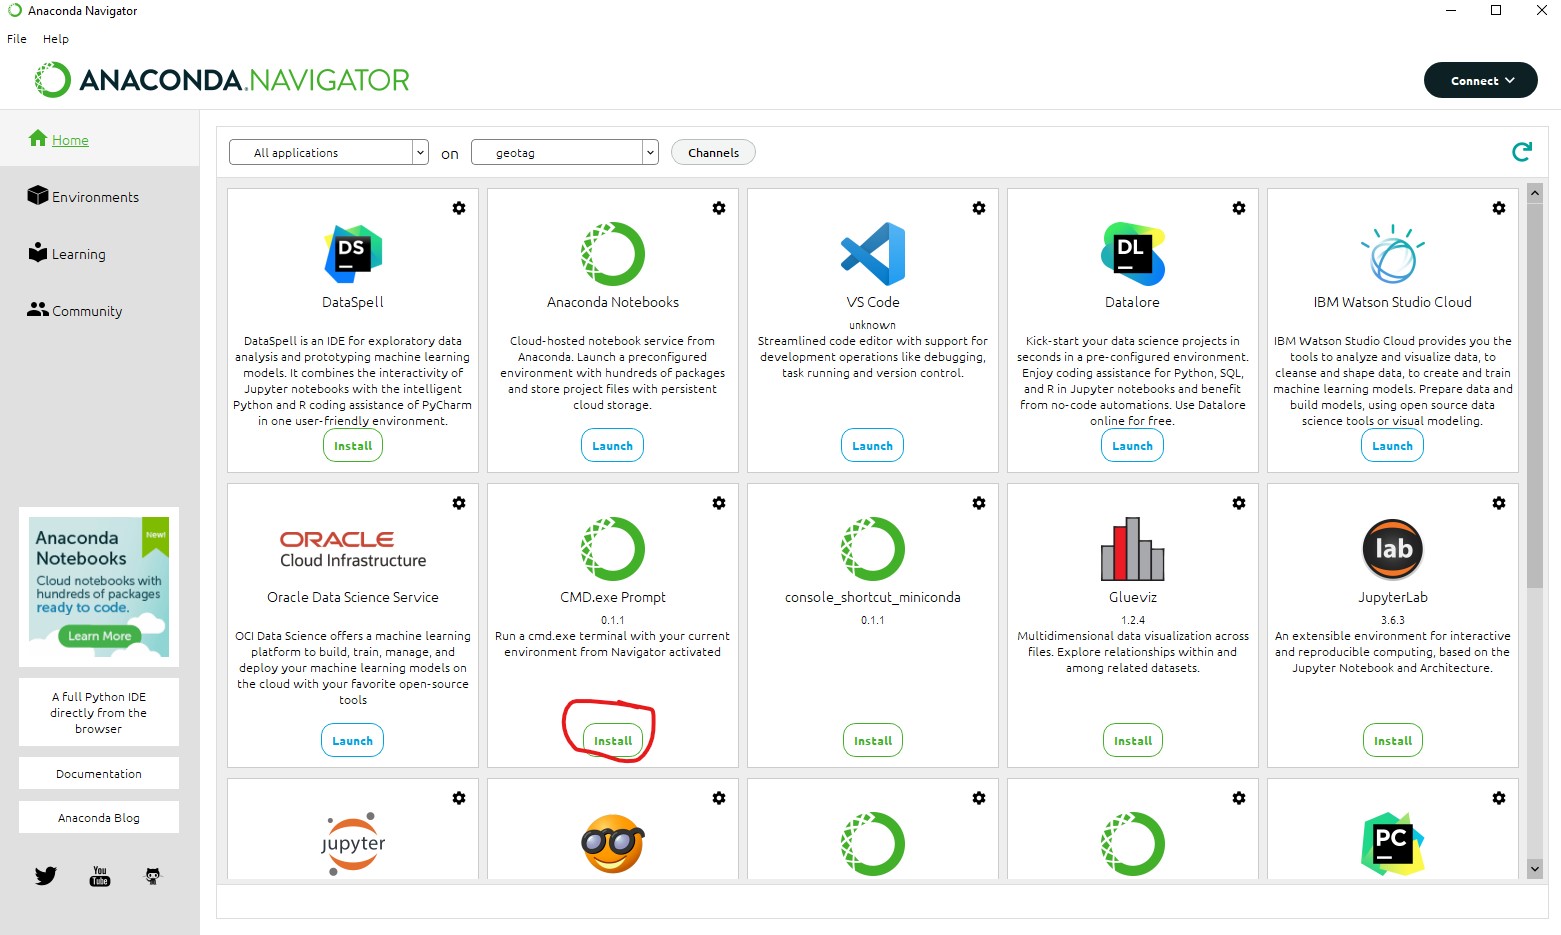 Anaconda Navigator
File Help
ANACONDA.NAVIGATOR
Connect
Home
Environments
Learning
Community
Anaconda
Notebooks
New!
Cloud notebooks with
hundreds of packages
ready to code.
Learn More
A full Python IDE
directly from the
browser
Documentation
Anaconda Blog
You
Tube
All applications on geotag Channels
DS
DataSpell
DataSpell is an IDE for exploratory data
analysis and prototyping machine learning
models. It combines the interactivity of
Jupyter notebooks with the intelligent
Python and R coding assistance of PyCharm
in one user-friendly environment.
Install
Anaconda Notebooks
Cloud-hosted notebook service from
Anaconda. Launch a preconfigured
environment with hundreds of packages
and store project files with persistent
cloud storage.
Launch
VS Code
unknown
Streamlined code editor with support for
development operations like debugging,
task running and version control.
Launch
DL
Datalore
Kick-start your data science projects in
seconds in a pre-configured environment.
Enjoy coding assistance for Python, SQL,
and R in Jupyter notebooks and benefit
from no-code automations. Use Datalore
online for free.
Launch
IBM Watson Studio Cloud
IBM Watson Studio Cloud provides you the
tools to analyze and visualize data, to
cleanse and shape data, to create and train
machine learning models. Prepare data and
build models, using open source data
science tools or visual modeling.
Launch
ORACLE
Cloud Infrastructure
Oracle Data Science Service
OCI Data Science offers a machine learning
platform to build, train, manage, and
deploy your machine learning models on
the cloud with your favorite open-source
tools
Launch
CMD.exe Prompt
0.1.1
Run a cmd.exe terminal with your current
environment from Navigator activated
Install
console_shortcut_miniconda
0.1.1
Install
Glueviz
1.2.4
Multidimensional data visualization across
files. Explore relationships within and
among related datasets.
Install
lab
JupyterLab
3.6.3
An extensible environment for interactive
and reproducible computing, based on the
Jupyter Notebook and Architecture.
Install
jupyter
PC